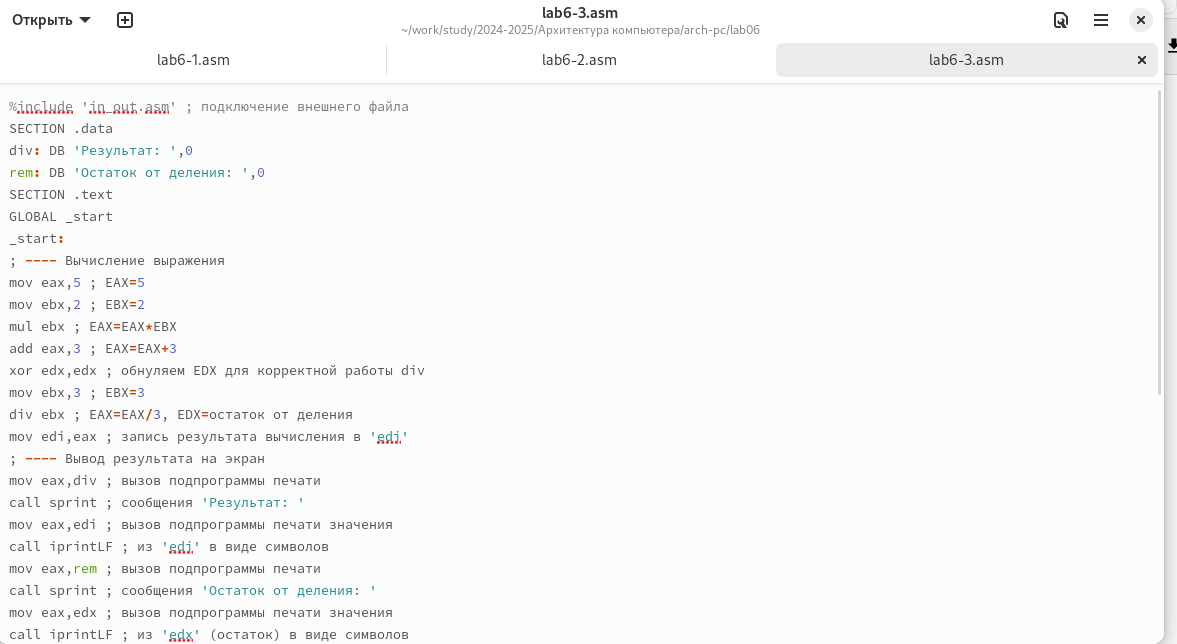 Открыть
lab6-3.asm
~/work/study/2024-2025/Архитектура компьютера/arch-pc/lab06
lab6-1.asm
lab6-2.asm
lab6-3.asm
%include 'in_out.asm' ; подключение внешнего файла
SECTION .data
div: DB 'Результат: ',0
rem: DB 'Остаток от деления: ',0
SECTION .text
GLOBAL _start
_start:
; ---- Вычисление выражения
mov eax,5 ; EAX=5
mov ebx,2 ; EBX=2
mul ebx ; EAX=EAX*EBX
add eax,3 ; EAX=EAX+3
xor edx,edx ; обнуляем EDX для корректной работы div
mov ebx,3 ; EBX=3
div ebx ; EAX=EAX/3, EDX=остаток от деления
mov edi,eax ; запись результата вычисления в 'edi'
; ---- Вывод результата на экран
mov eax,div ; вызов подпрограммы печати
call sprint ; сообщения 'Результат: '
mov eax,edi ; вызов подпрограммы печати значения
call iprintLF ; из 'edi' в виде символов
mov eax,rem ; вызов подпрограммы печати
call sprint ; сообщения 'Остаток от деления: '
mov eax,edx ; вызов подпрограммы печати значения
call iprintLF ; из 'edx' (остаток) в виде символов